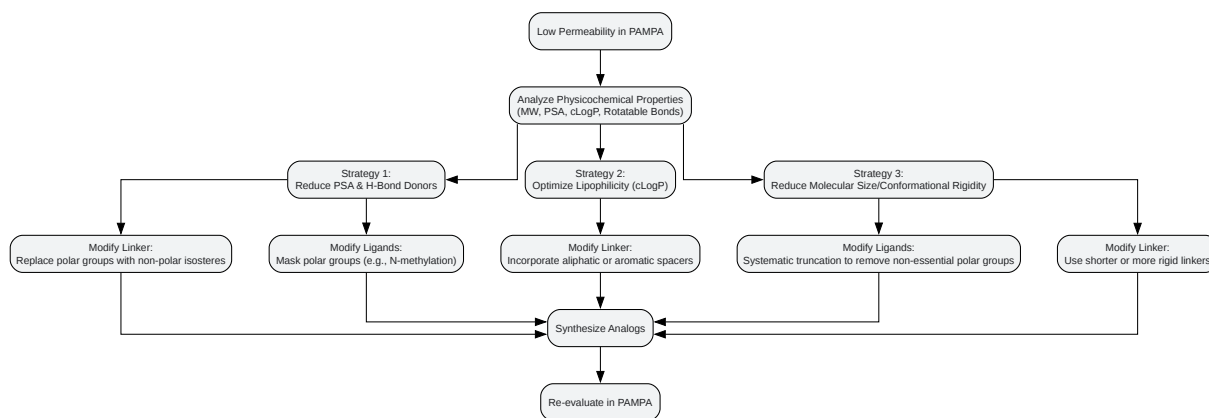 Low Permeability in PAMPA
Analyze Physicochemical Properties
(MW, PSA, cLogP, Rotatable Bonds)
Strategy 1:
Reduce PSA & H-Bond Donors
Strategy 2:
Optimize Lipophilicity (cLogP)
Strategy 3:
Reduce Molecular Size/Conformational Rigidity
Modify Linker:
Replace polar groups with non-polar isosteres
Modify Ligands:
Mask polar groups (e.g., N-methylation)
Modify Linker:
Incorporate aliphatic or aromatic spacers
Modify Ligands:
Systematic truncation to remove non-essential polar groups
Modify Linker:
Use shorter or more rigid linkers
Synthesize Analogs
Re-evaluate in PAMPA